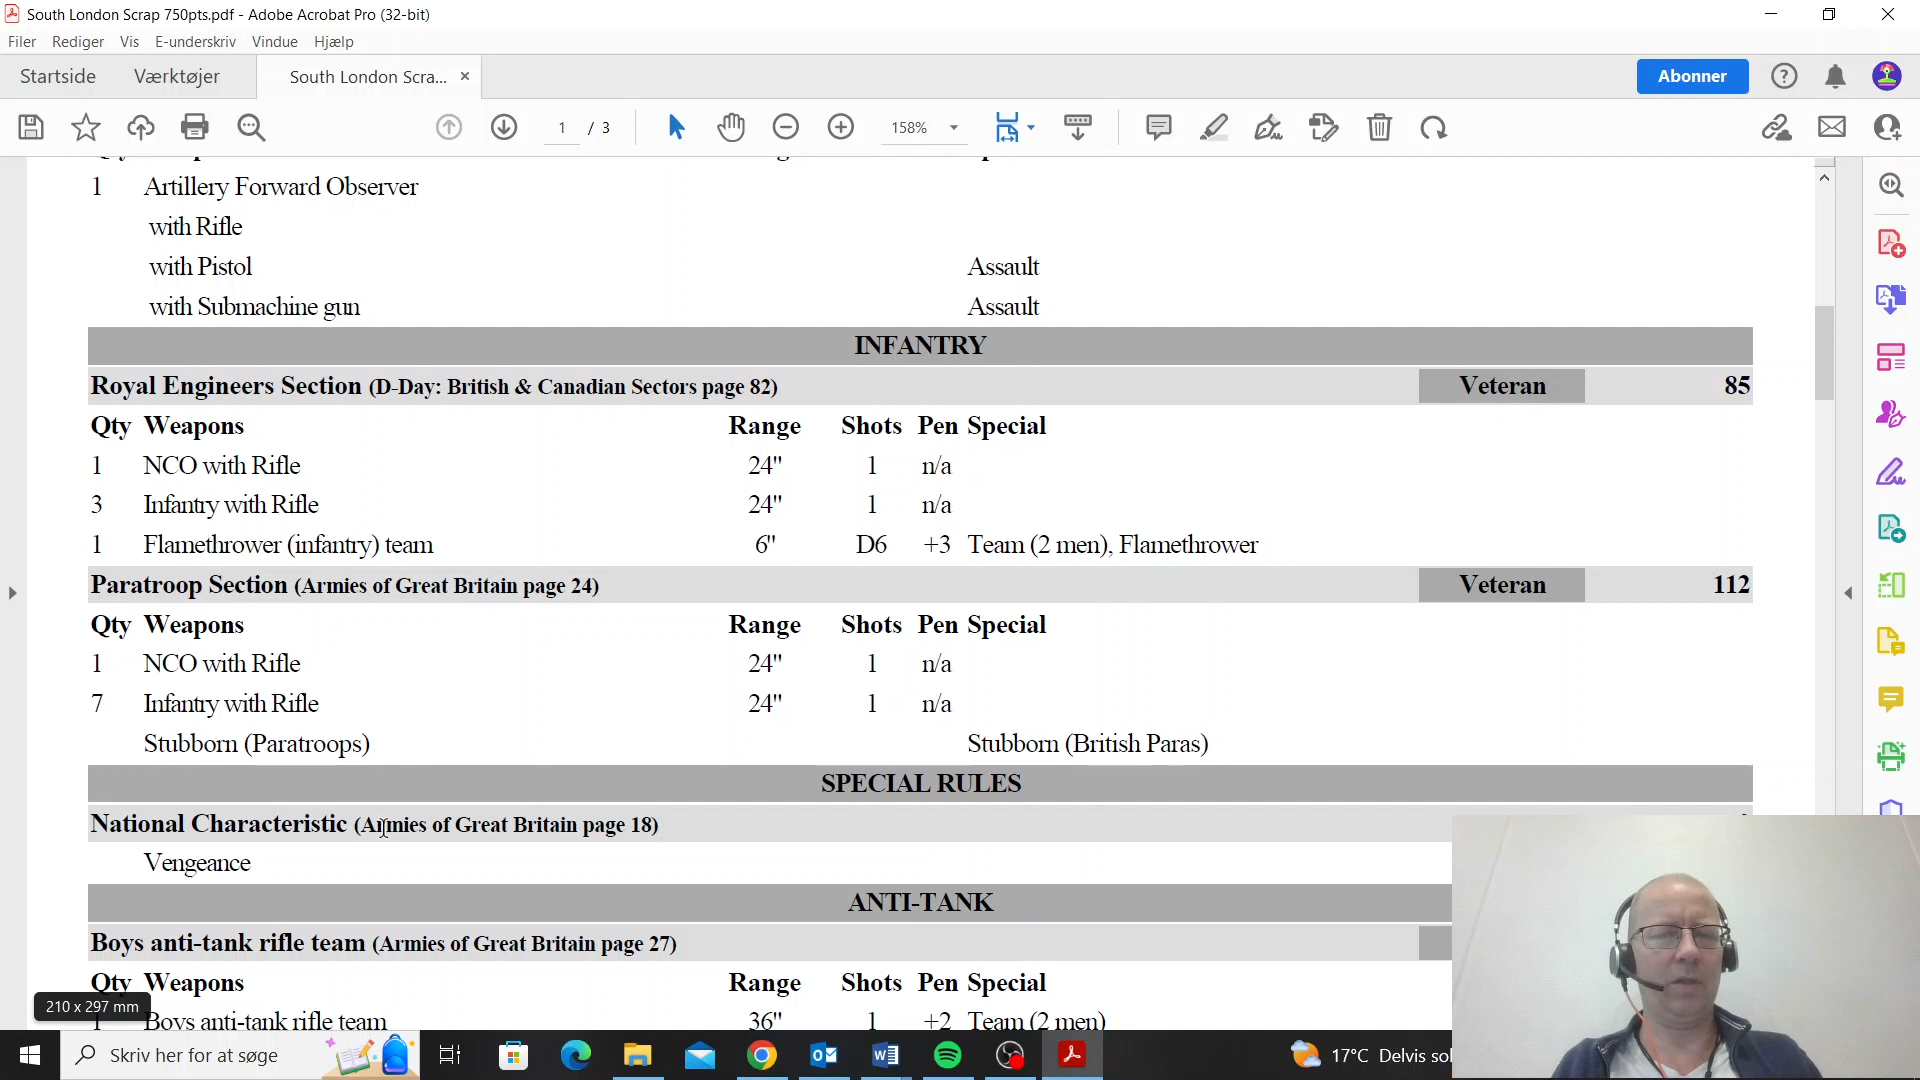 South London Scrap 750pts.pdf - Adobe Acrobat Pro (32-bit)
Filer Rediger Vis E-underskriv Vindue Hjælp
Startside Værktøjer South London Scra... × Abonner
1 / 3 158%
1 Artillery Forward Observer
with Rifle
with Pistol Assault
with Submachine gun Assault
INFANTRY
Royal Engineers Section (D-Day: British & Canadian Sectors page 82) Veteran 85
Qty Weapons Range Shots Pen Special
1 NCO with Rifle 24" 1 n/a
3 Infantry with Rifle 24" 1 n/a
1 Flamethrower (infantry) team 6" D6 +3 Team (2 men), Flamethrower
Paratroop Section (Armies of Great Britain page 24) Veteran 112
Qty Weapons Range Shots Pen Special
1 NCO with Rifle 24" 1 n/a
7 Infantry with Rifle 24" 1 n/a
Stubborn (Paratroops) Stubborn (British Paras)
SPECIAL RULES
National Characteristic (Armies of Great Britain page 18)
Vengeance
ANTI-TANK
Boys anti-tank rifle team (Armies of Great Britain page 27)
Qty Weapons Range Shots Pen Special
210 x 297 mm
1 Boys anti-tank rifle team 36" 1 +2 Team (2 men)
Skriv her for at søge 17°C Delvis sol